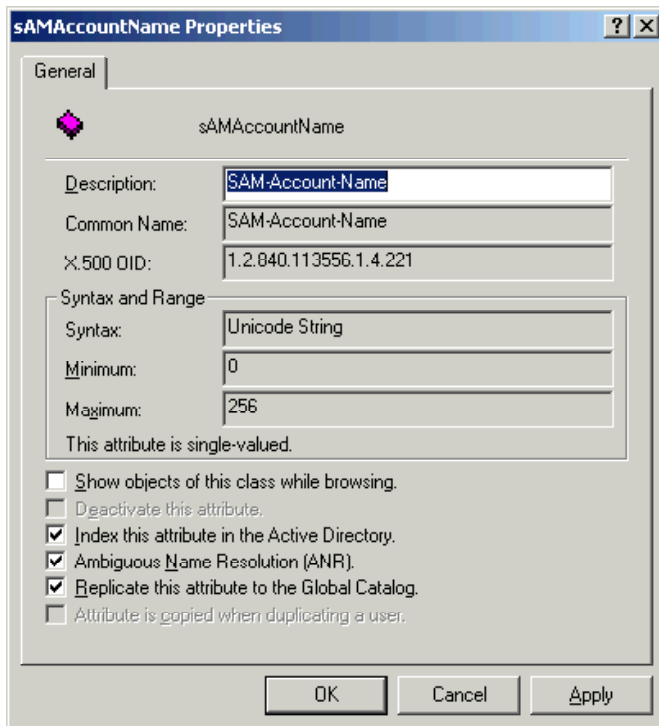 sAMAccountName Properties
General
sAMAccountName
Description: SAM-Account-Name
Common Name: SAM-Account-Name
X.500 OID: 1.2.840.113556.1.4.221
Syntax and Range
Syntax: Unicode String
Minimum: 0
Maximum: 256
This attribute is single-valued.
Show objects of this class while browsing.
Deactivate this attribute.
Index this attribute in the Active Directory.
Ambiguous Name Resolution (ANR).
Replicate this attribute to the Global Catalog.
Attribute is copied when duplicating a user.
OK Cancel Apply